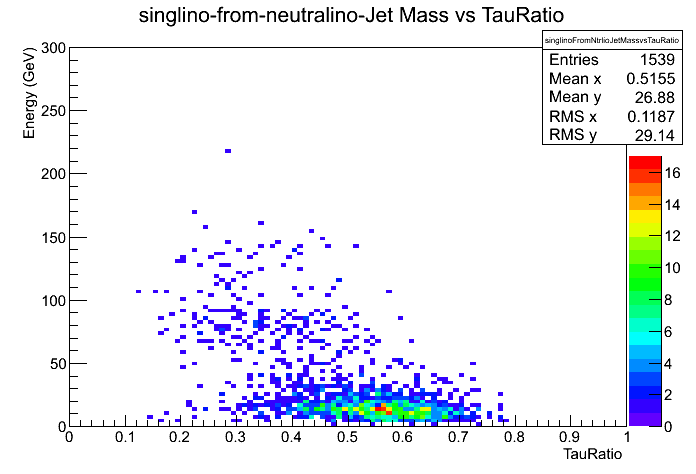 singlino-from-neutralino-Jet Mass vs TauRatio
singlinoFromNtrlioJetMassvsTauRatio
Entries 1539
Mean x 0.5155
Mean y 26.88
RMS x 0.1187
RMS y 29.14
Energy (GeV)
300
250
200
150
100
50
0
16
14
12
10
8
6
4
2
0
0 0.1 0.2 0.3 0.4 0.5 0.6 0.7 0.8 0.9 1
TauRatio